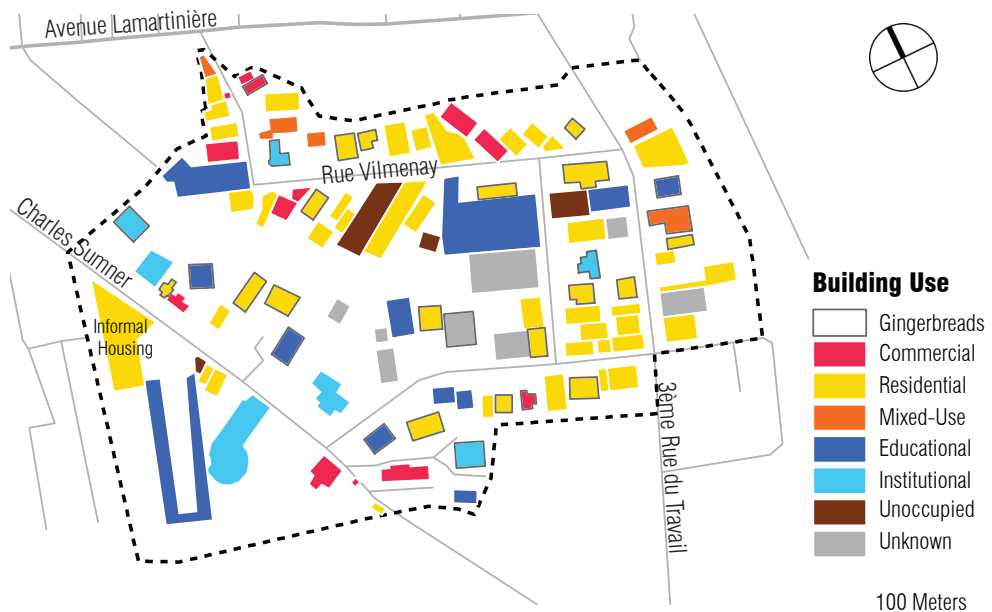 Avenue Lamartinière
Rue Vilmenay
Charles Sumner
Informal
Housing
3ème Rue du Travail
Building Use
Gingerbreads
Commercial
Residential
Mixed-Use
Educational
Institutional
Unoccupied
Unknown
100 Meters